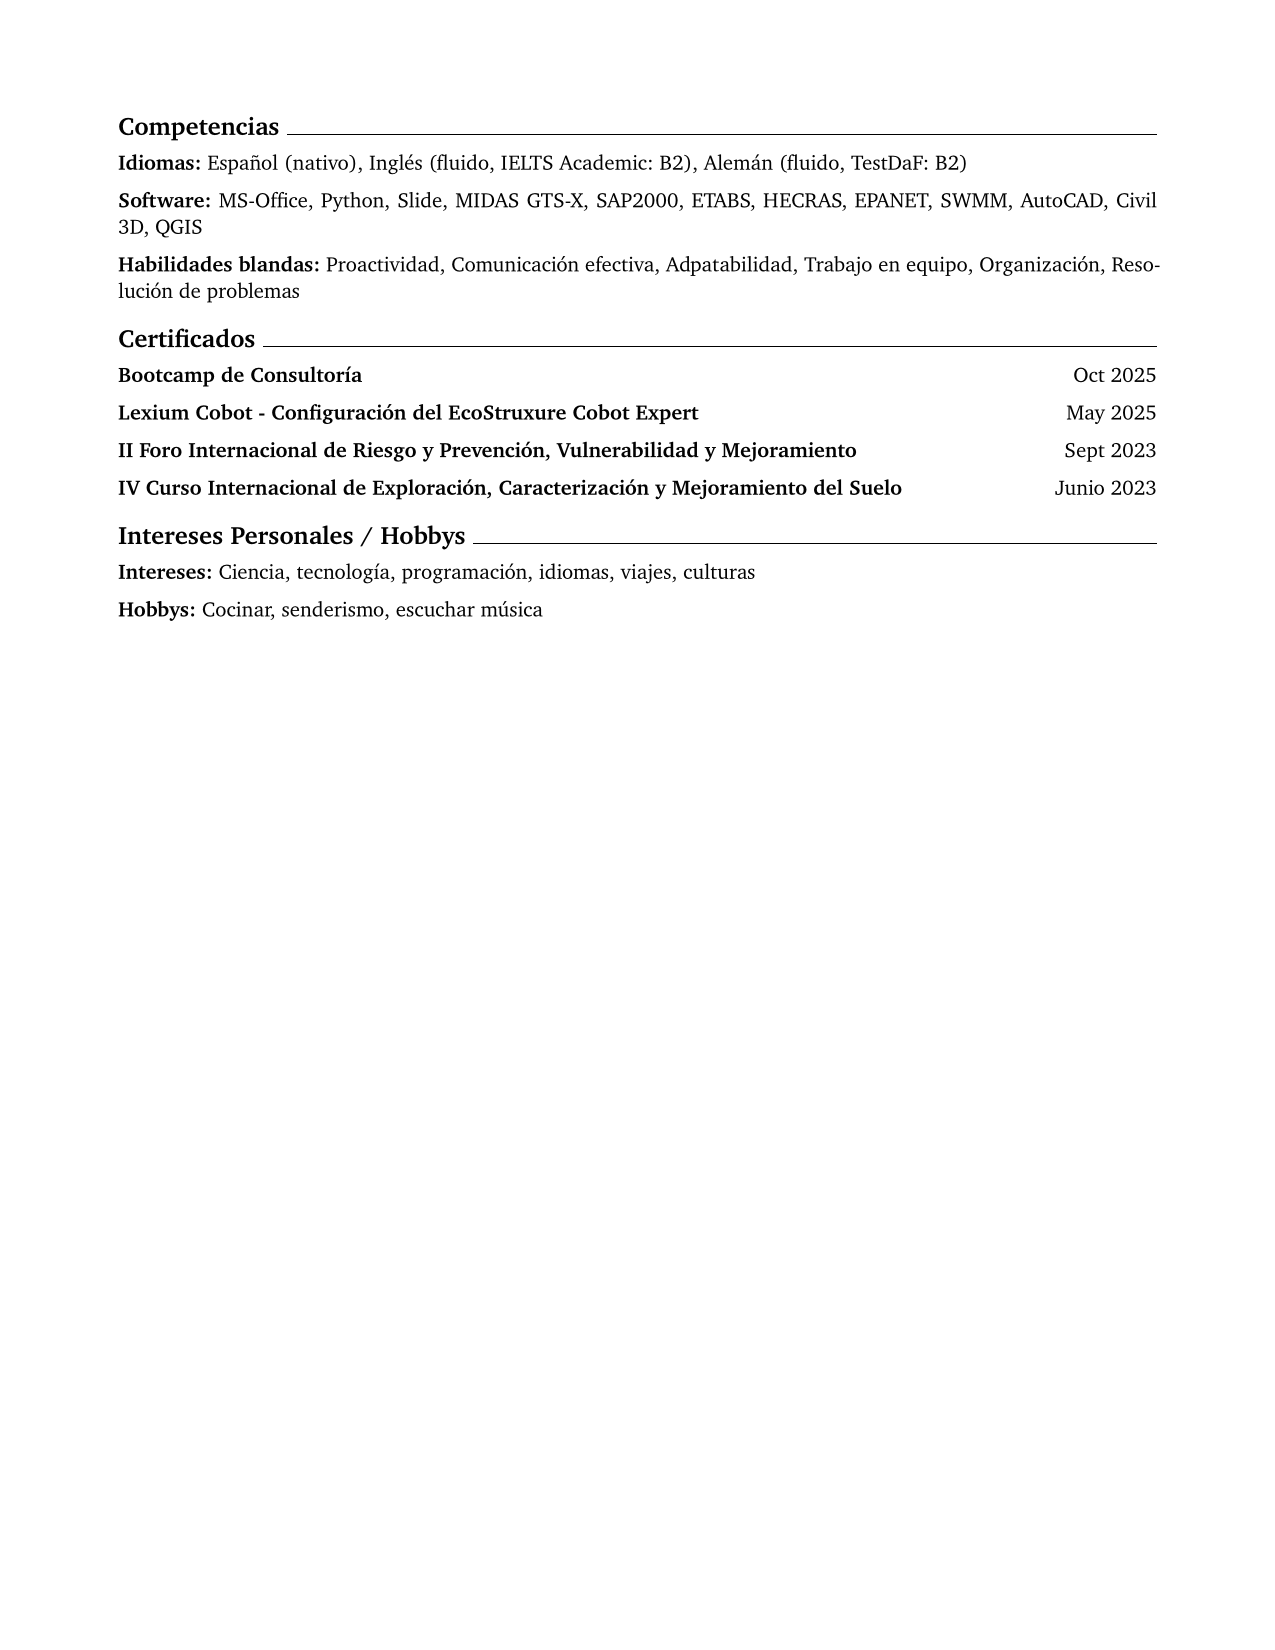 Competencias
Idiomas: Español (nativo), Inglés (fluido, IELTS Academic: B2), Alemán (fluido, TestDaF: B2)
Software: MS-Office, Python, Slide, MIDAS GTS-X, SAP2000, ETABS, HECRAS, EPANET, SWMM, AutoCAD, Civil
3D, QGIS
Habilidades blandas: Proactividad, Comunicación efectiva, Adpatabilidad, Trabajo en equipo, Organización, Reso-
lución de problemas
Certificados
Bootcamp de Consultoría Oct 2025
Lexium Cobot - Configuración del EcoStruxure Cobot Expert May 2025
II Foro Internacional de Riesgo y Prevención, Vulnerabilidad y Mejoramiento Sept 2023
IV Curso Internacional de Exploración, Caracterización y Mejoramiento del Suelo Junio 2023
Intereses Personales / Hobbys
Intereses: Ciencia, tecnología, programación, idiomas, viajes, culturas
Hobbys: Cocinar, senderismo, escuchar música